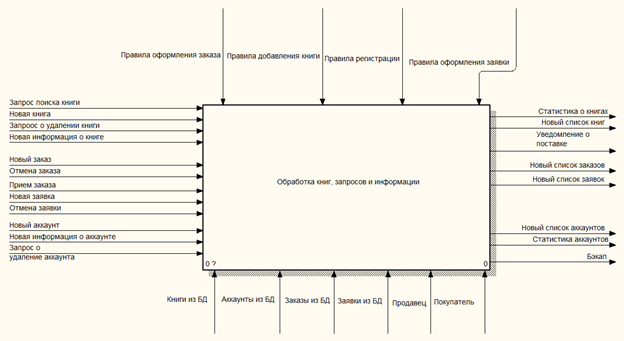 Правила оформления заказа
Правила добавления книги
Правила регистрации
Правила оформления заявки
Запрос поиска книги
Новая книга
Запроос о удалении книги
Новая информация о книге
Новый заказ
Отмена заказа
Прием заказа
Новая заявка
Отмена заявки
Новый аккаунт
Новая информация о аккаунте
Запрос о
удаление аккаунта
Обработка книг, запросов и информации
0 ?
0
Статистика о книгах
Новый список книг
Уведомление о
поставке
Новый список заказов
Новый список заявок
Новый список аккаунтов
Статистика аккаунтов
Бэкап
Книги из БД
Аккаунты из БД
Заказы из БД
Заявки из БД
Продавец
Покупатель